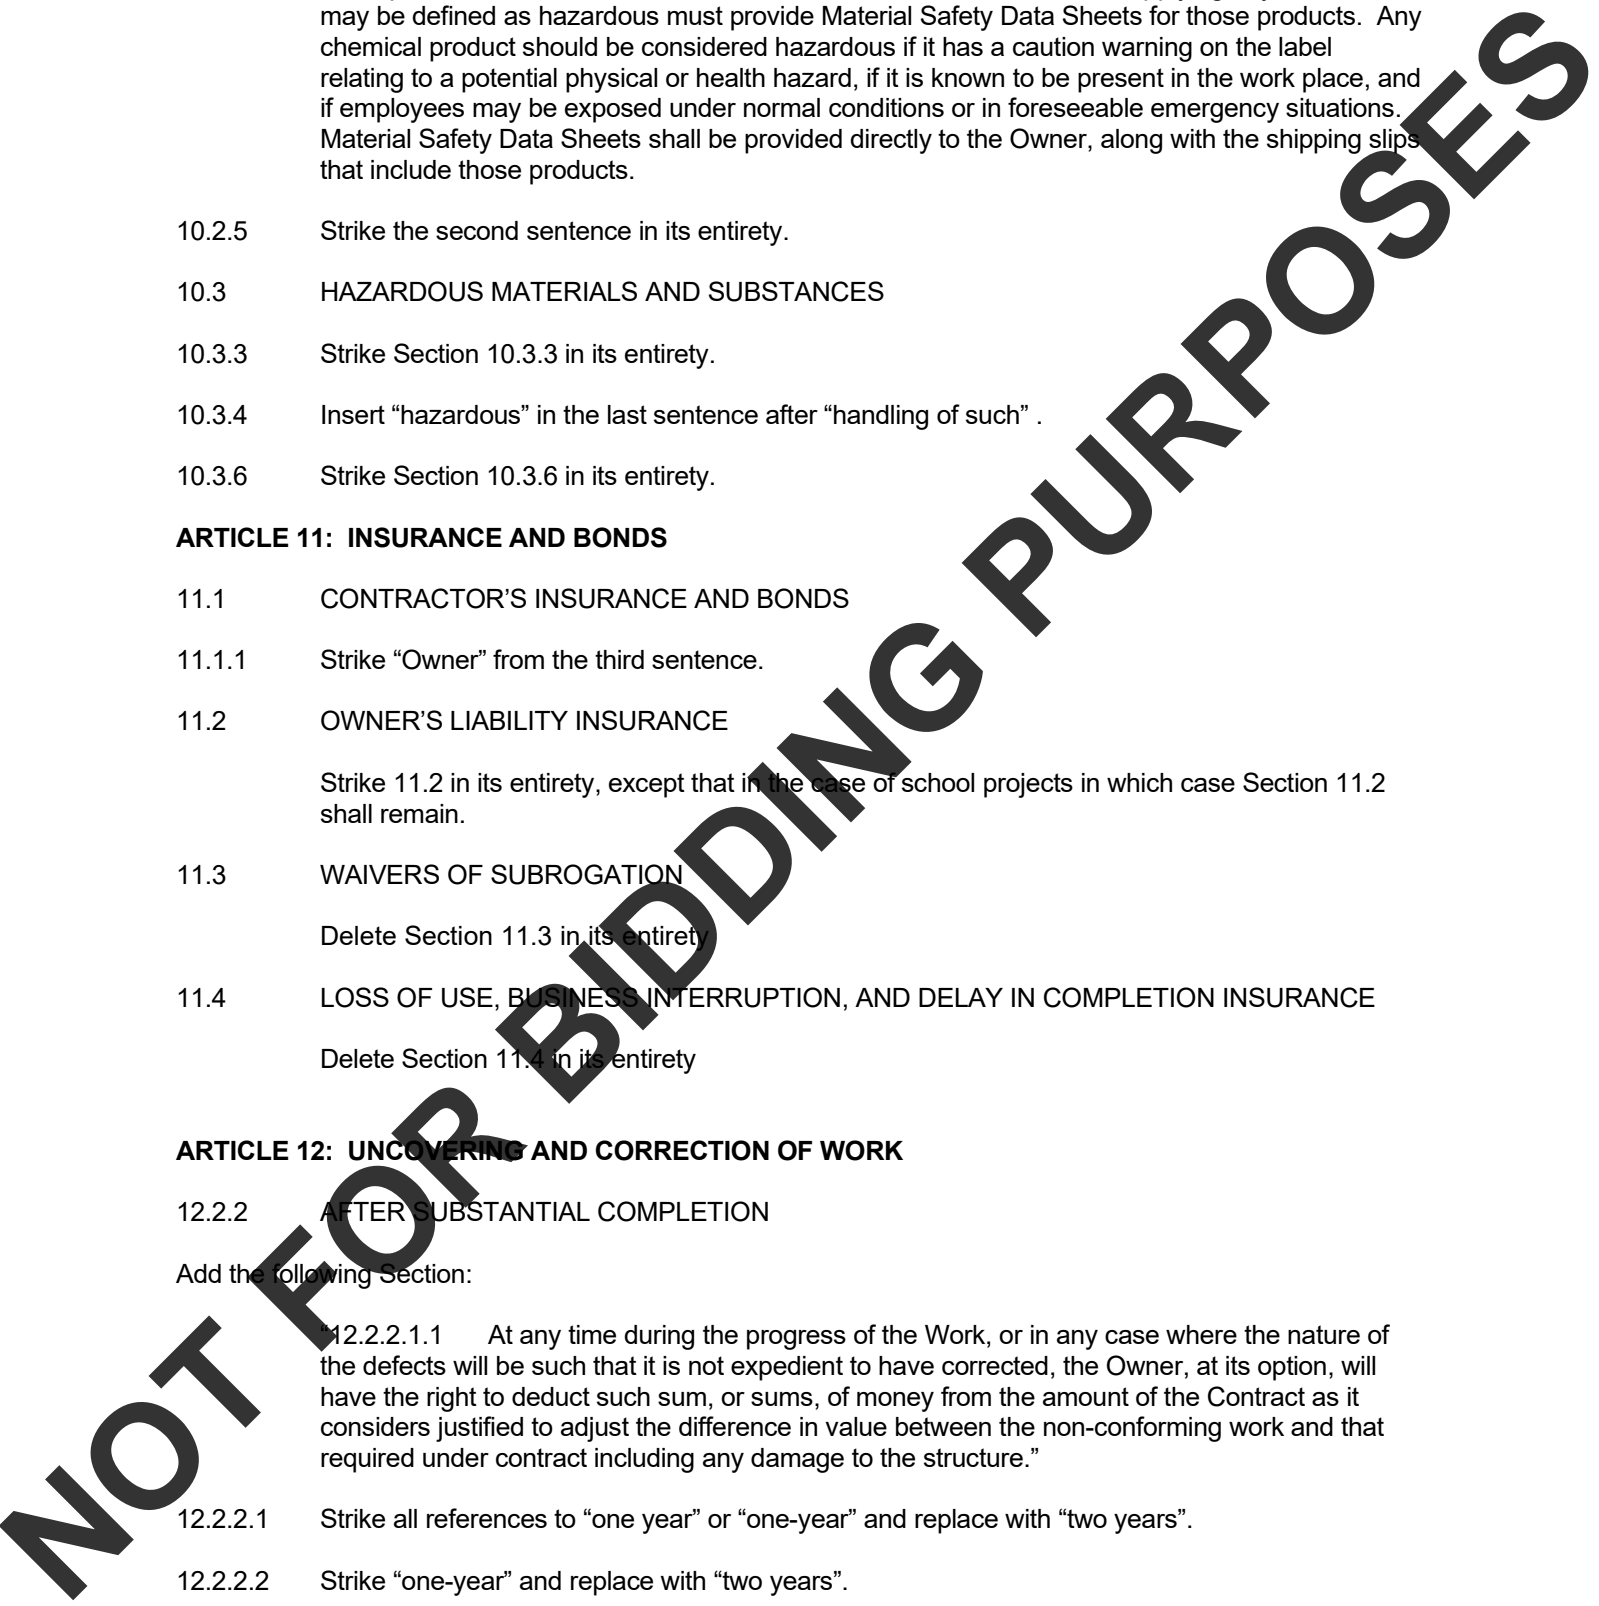 may be defined as hazardous must provide Material Safety Data Sheets for those products.  Any
chemical product should be considered hazardous if it has a caution warning on the label
relating to a potential physical or health hazard, if it is known to be present in the work place, and
if employees may be exposed under normal conditions or in foreseeable emergency situations.
Material Safety Data Sheets shall be provided directly to the Owner, along with the shipping slips
that include those products.
10.2.5 Strike the second sentence in its entirety.
10.3 HAZARDOUS MATERIALS AND SUBSTANCES
10.3.3 Strike Section 10.3.3 in its entirety.
10.3.4 Insert “hazardous” in the last sentence after “handling of such” .
10.3.6 Strike Section 10.3.6 in its entirety.
ARTICLE 11:  INSURANCE AND BONDS
11.1 CONTRACTOR’S INSURANCE AND BONDS
11.1.1 Strike “Owner” from the third sentence.
11.2 OWNER’S LIABILITY INSURANCE
Strike 11.2 in its entirety, except that in the case of school projects in which case Section 11.2
shall remain.
11.3 WAIVERS OF SUBROGATION
Delete Section 11.3 in its entirety
11.4 LOSS OF USE, BUSINESS INTERRUPTION, AND DELAY IN COMPLETION INSURANCE
Delete Section 11.4 in its entirety
ARTICLE 12:  UNCOVERING AND CORRECTION OF WORK
12.2.2 AFTER SUBSTANTIAL COMPLETION
Add the following Section:
“12.2.2.1.1 At any time during the progress of the Work, or in any case where the nature of
the defects will be such that it is not expedient to have corrected, the Owner, at its option, will
have the right to deduct such sum, or sums, of money from the amount of the Contract as it
considers justified to adjust the difference in value between the non-conforming work and that
required under contract including any damage to the structure.”
12.2.2.1 Strike all references to “one year” or “one-year” and replace with “two years”.
12.2.2.2 Strike “one-year” and replace with “two years”.
NOT FOR BIDDING PURPOSES